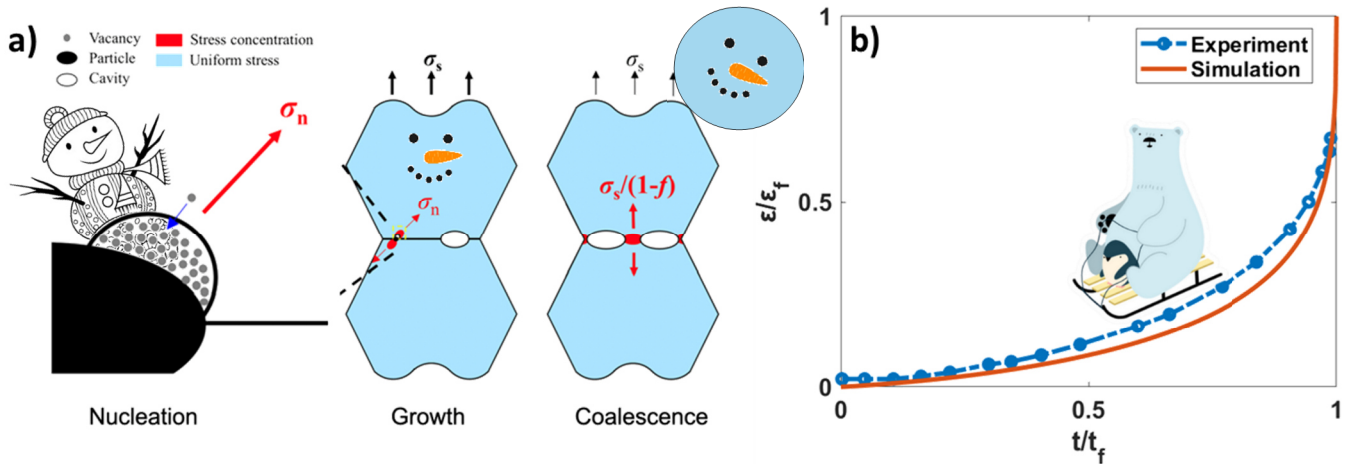 a)
Vacancy
Particle
Cavity
Stress concentration
Uniform stress
σn
σs
σn
σs
σs/(1-f)
Nucleation
Growth
Coalescence
b)
Experiment
Simulation
1
0.5
0
ε/εf
0
0.5
1
t/tf